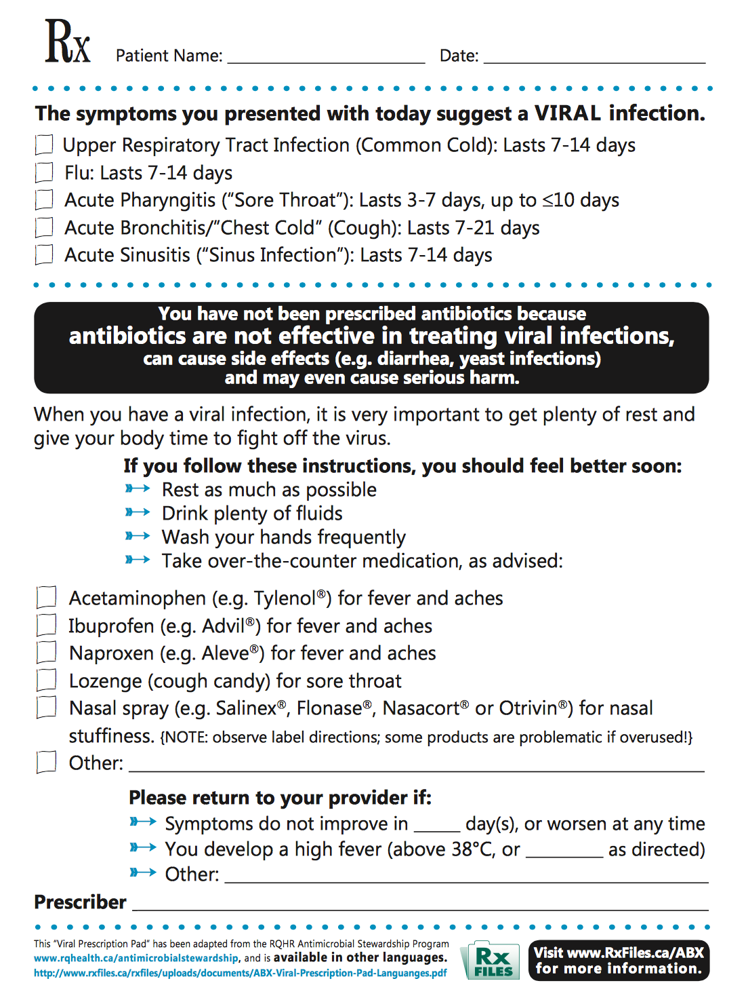 Rx Patient Name: ____________________ Date: ____________________
The symptoms you presented with today suggest a VIRAL infection.
Upper Respiratory Tract Infection (Common Cold): Lasts 7-14 days
Flu: Lasts 7-14 days
Acute Pharyngitis (“Sore Throat”): Lasts 3-7 days, up to ≤10 days
Acute Bronchitis/”Chest Cold” (Cough): Lasts 7-21 days
Acute Sinusitis (“Sinus Infection”): Lasts 7-14 days
You have not been prescribed antibiotics because
antibiotics are not effective in treating viral infections,
can cause side effects (e.g. diarrhea, yeast infections)
and may even cause serious harm.
When you have a viral infection, it is very important to get plenty of rest and
give your body time to fight off the virus.
If you follow these instructions, you should feel better soon:
Rest as much as possible
Drink plenty of fluids
Wash your hands frequently
Take over-the-counter medication, as advised:
Acetaminophen (e.g. Tylenol®) for fever and aches
Ibuprofen (e.g. Advil®) for fever and aches
Naproxen (e.g. Aleve®) for fever and aches
Lozenge (cough candy) for sore throat
Nasal spray (e.g. Salinex®, Flonase®, Nasacort® or Otrivin®) for nasal
stuffiness. {NOTE: observe label directions; some products are problematic if overused!}
Other: ____________________
Please return to your provider if:
Symptoms do not improve in _____ day(s), or worsen at any time
You develop a high fever (above 38°C, or ________ as directed)
Other: ____________________
Prescriber ____________________
This “Viral Prescription Pad” has been adapted from the RQHR Antimicrobial Stewardship Program
www.rqhealth.ca/antimicrobialstewardship, and is available in other languages.
http://www.rxfiles.ca/rxfiles/uploads/documents/ABX-Viral-Prescription-Pad-Languanges.pdf
Rx
FILES
Visit www.RxFiles.ca/ABX
for more information.